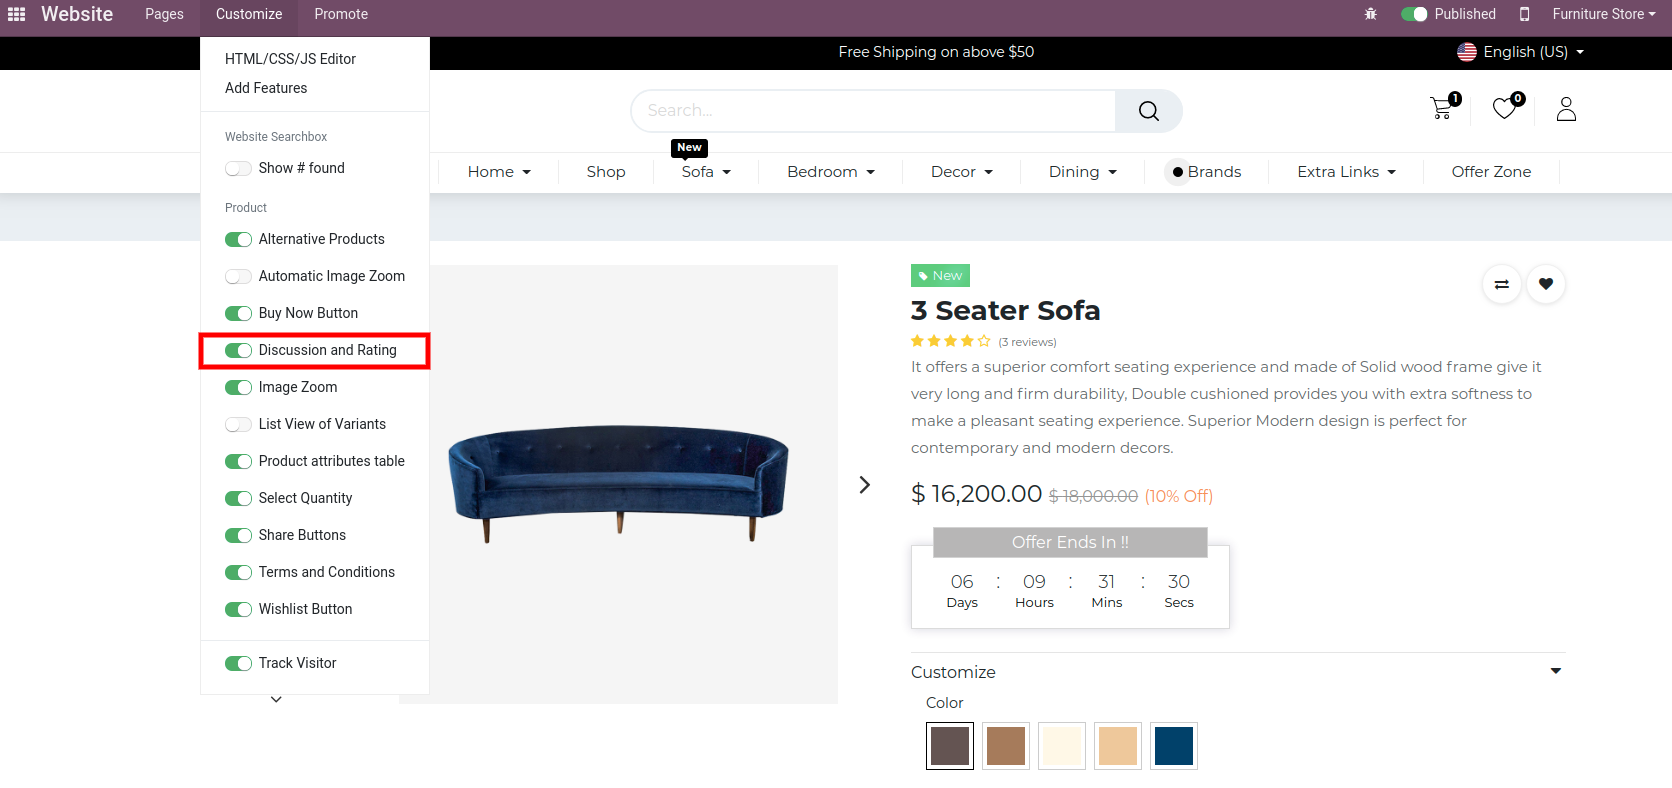 Website Pages Customize Promote Published Furniture Store
Free Shipping on above $50 English (US)
HTML/CSS/JS Editor
Add Features
Website Searchbox
Show # found
Product
Alternative Products
Automatic Image Zoom
Buy Now Button
Discussion and Rating
Image Zoom
List View of Variants
Product attributes table
Select Quantity
Share Buttons
Terms and Conditions
Wishlist Button
Track Visitor
Search...
1
0
New
Home Shop Sofa Bedroom Decor Dining Brands Extra Links Offer Zone
New
3 Seater Sofa
(3 reviews)
It offers a superior comfort seating experience and made of Solid wood frame give it
very long and firm durability, Double cushioned provides you with extra softness to
make a pleasant seating experience. Superior Modern design is perfect for
contemporary and modern decors.
$ 16,200.00 $ 18,000.00 (10% Off)
Offer Ends In !!
06 : 09 : 31 : 30
Days Hours Mins Secs
Customize
Color